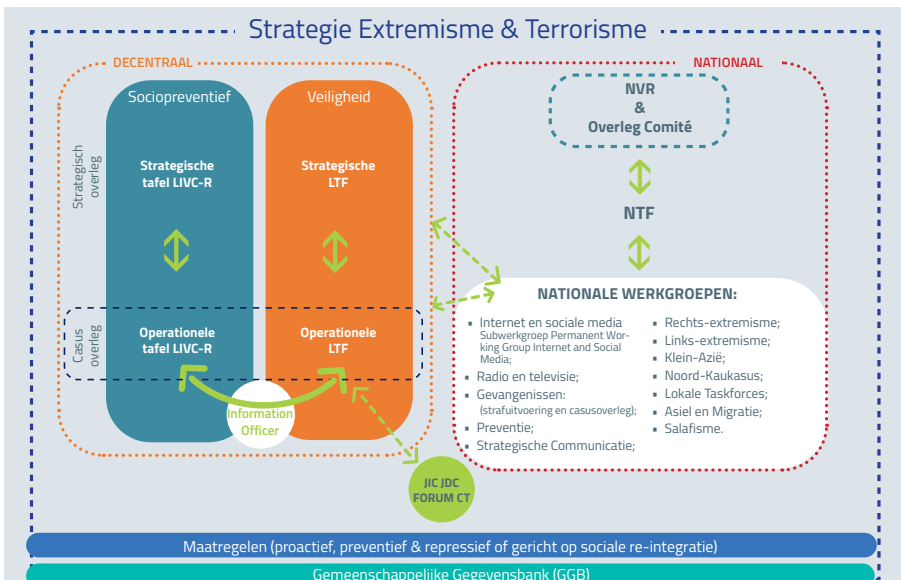 Strategie Extremisme & Terrorisme
DECENTRAAL
Sociopreventief
Veiligheid
Strategisch
overleg
Strategische
tafel LIVC-R
Strategische
LTF
Casus
overleg
Operationele
tafel LIVC-R
Operationele
LTF
Information
Officer
JIC JDC
FORUM CT
NATIONAAL
NVR
&
Overleg Comité
NTF
NATIONALE WERKGROEPEN:
▪ Internet en sociale media
Subwerkgroep Permanent Wor-
king Group Internet and Social
Media;
▪ Radio en televisie;
▪ Gevangenissen:
(strafuitvoering en casusoverleg);
▪ Preventie;
▪ Strategische Communicatie;
▪ Rechts-extremisme;
▪ Links-extremisme;
▪ Klein-Azië;
▪ Noord-Kaukasus;
▪ Lokale Taskforces;
▪ Asiel en Migratie;
▪ Salafisme.
Maatregelen (proactief, preventief & repressief of gericht op sociale re-integratie)
Gemeenschappelijke Gegevensbank (GGB)